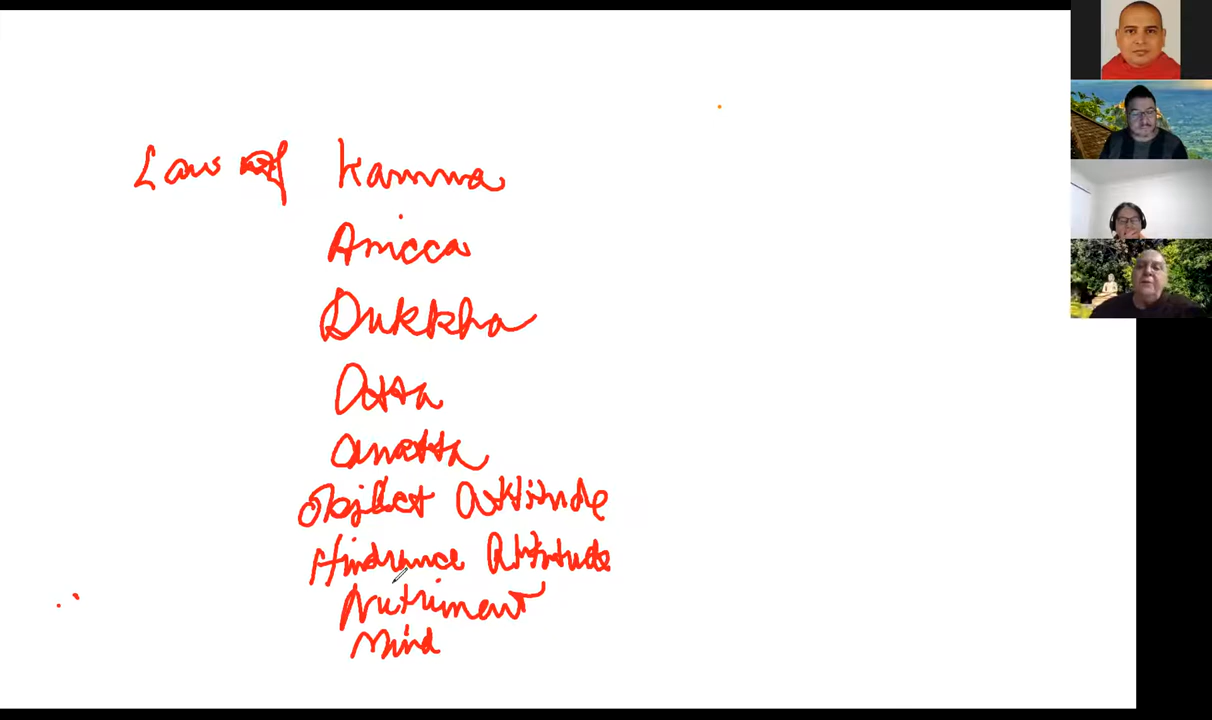 Law of Kamma
Anicca
Dukkha
Atta
anatta
Object Attitude
Hindrance Attitude
Nutriment
Mind